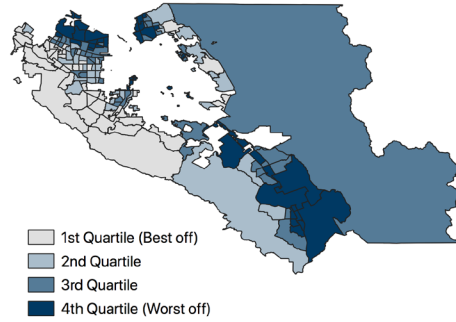 1st Quartile (Best off)
2nd Quartile
3rd Quartile
4th Quartile (Worst off)